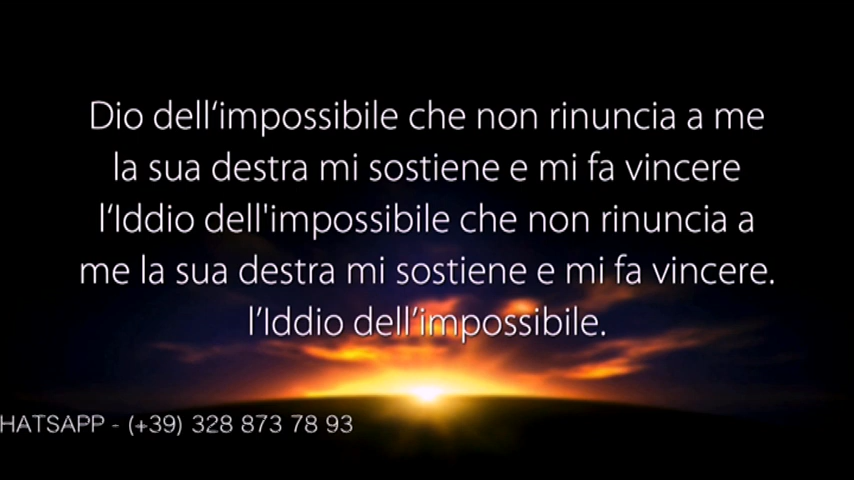 Dio dell‘impossibile che non rinuncia a me
la sua destra mi sostiene e mi fa vincere
l‘Iddio dell'impossibile che non rinuncia a
me la sua destra mi sostiene e mi fa vincere.
l’Iddio dell’impossibile.
HATSAPP - (+39) 328 873 78 93